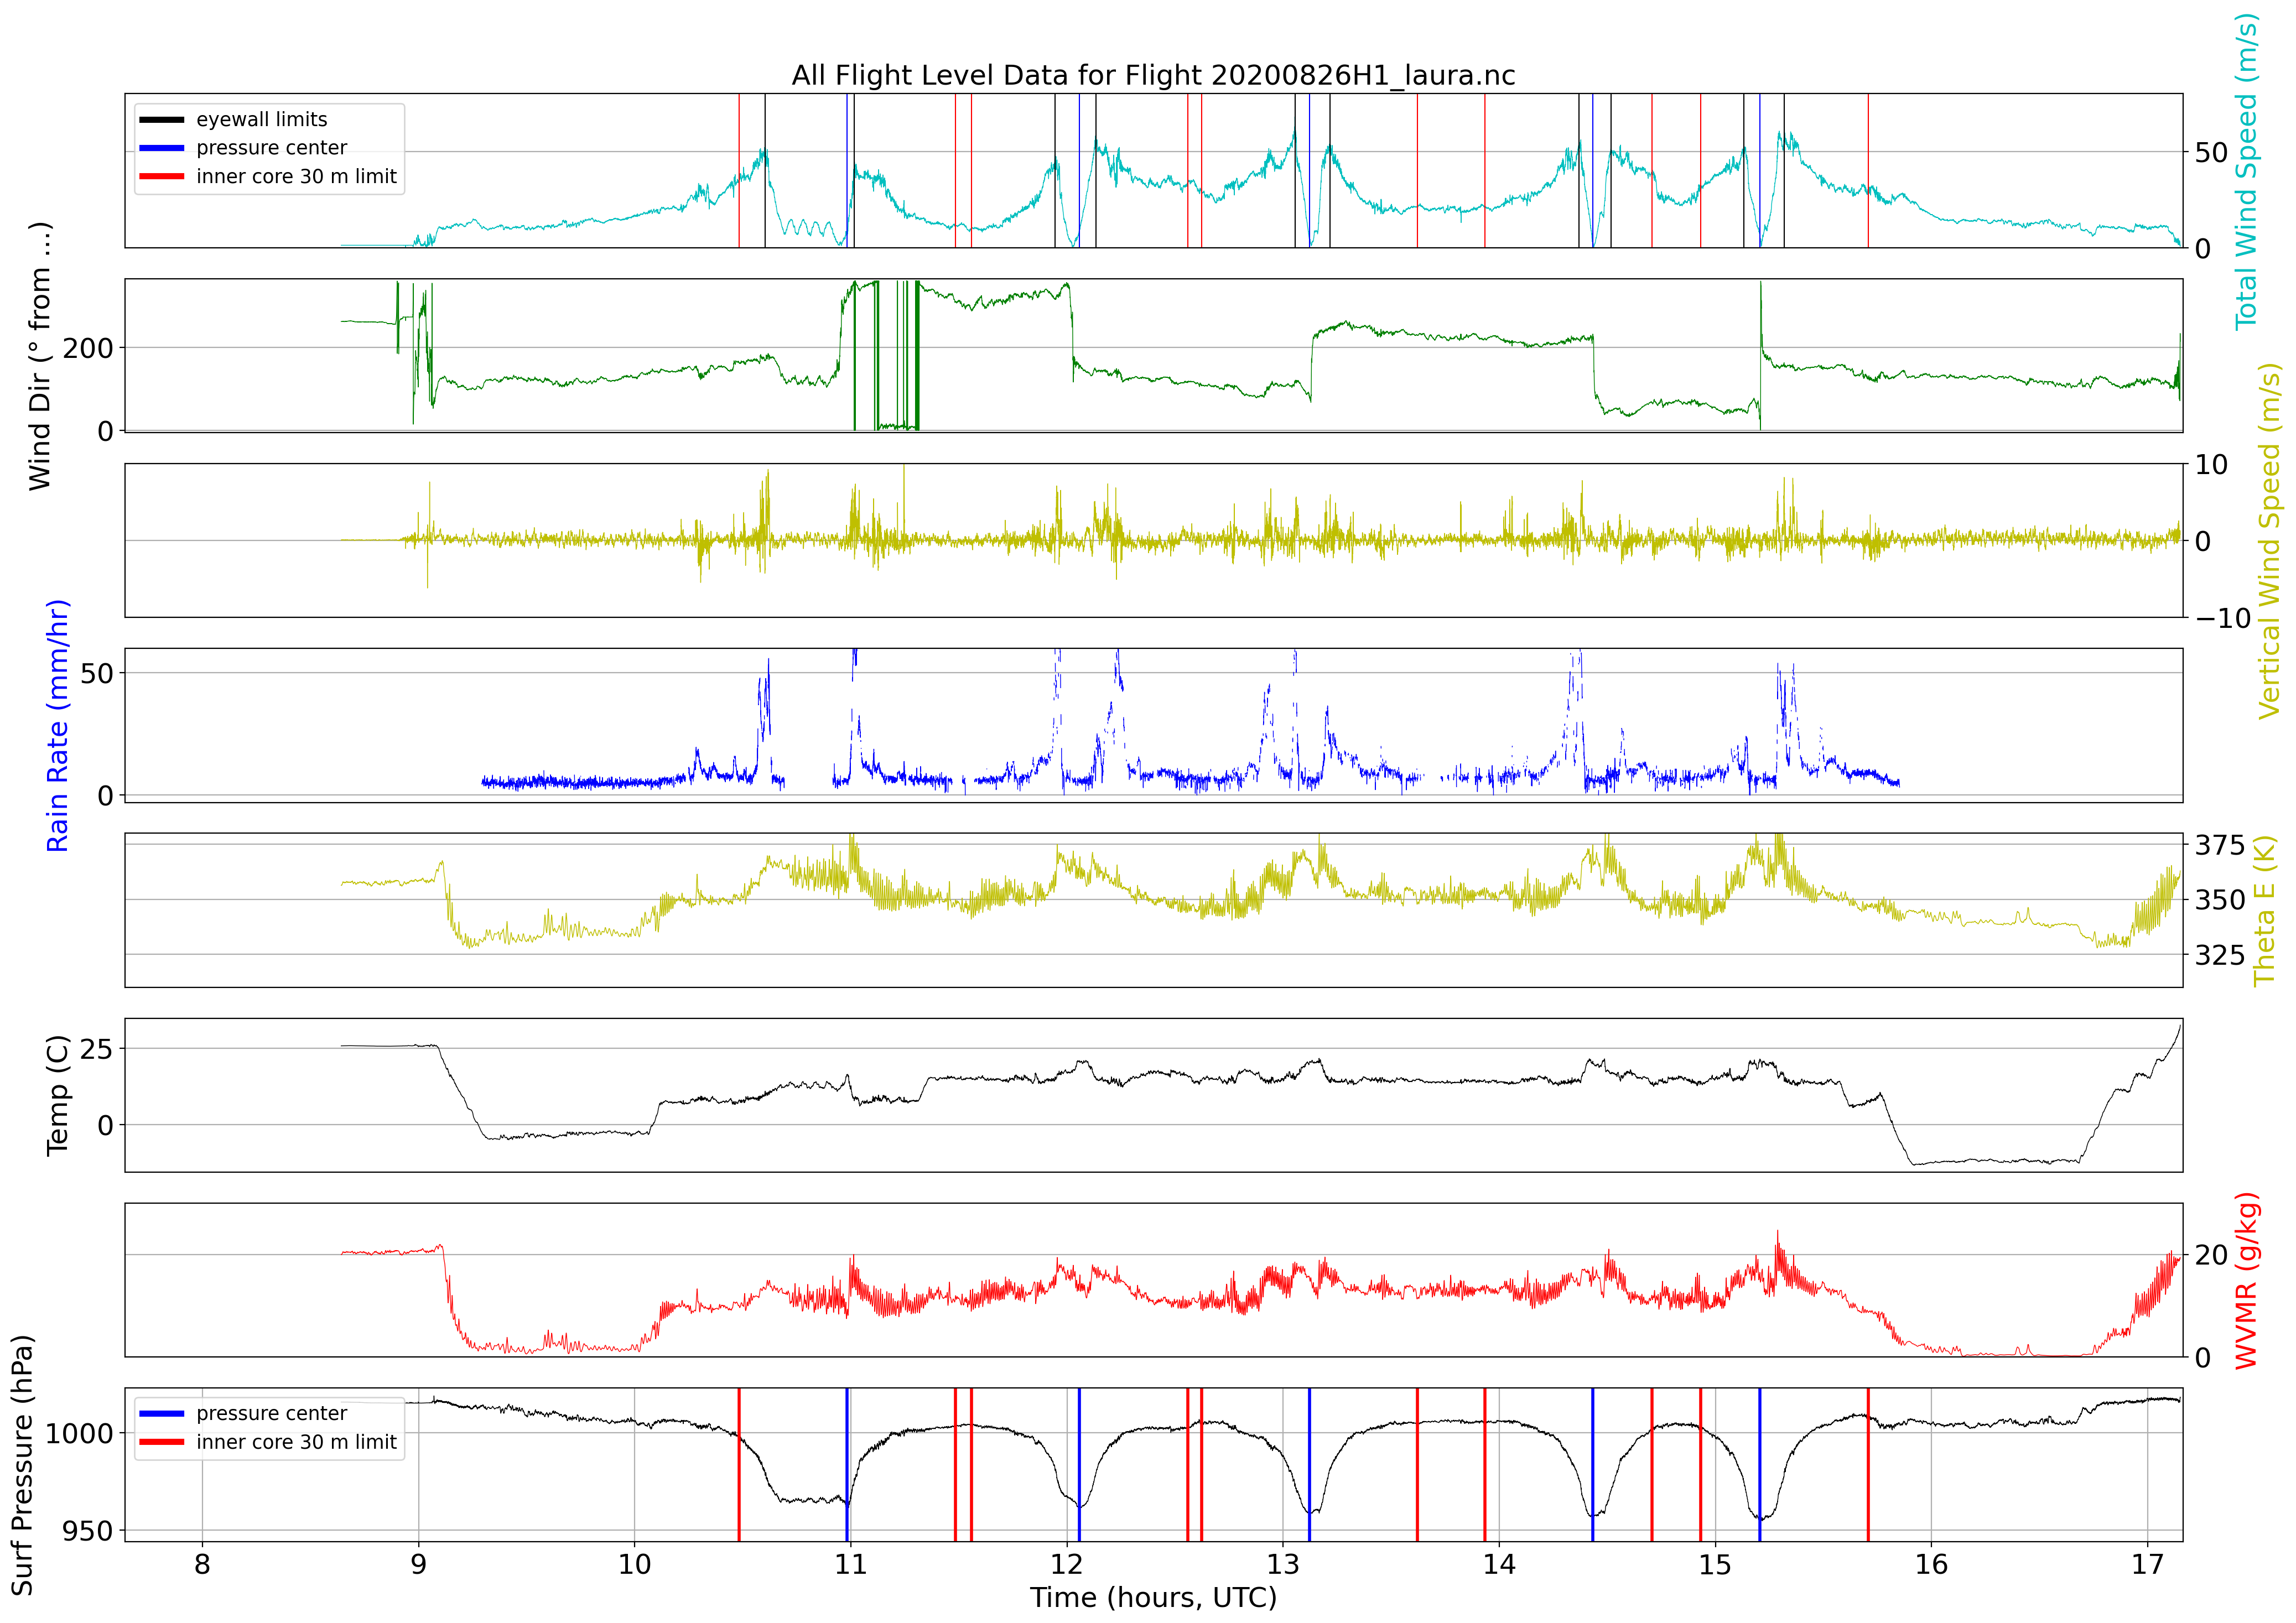 All Flight Level Data for Flight 20200826H1_laura.nc
eyewall limits
pressure center
inner core 30 m limit
50
0
Total Wind Speed (m/s)
Wind Dir (° from ...)
200
0
10
0
−10
Vertical Wind Speed (m/s)
Rain Rate (mm/hr)
50
0
375
350
325
Theta E (K)
Temp (C)
25
0
20
0
WVMR (g/kg)
Surf Pressure (hPa)
1000
950
pressure center
inner core 30 m limit
8 9 10 11 12 13 14 15 16 17
Time (hours, UTC)